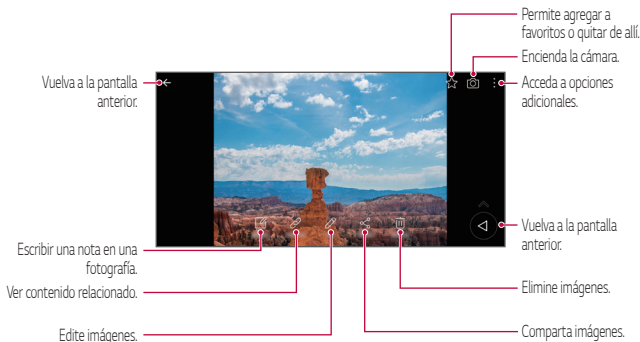 Permite agregar a
favoritos o quitar de allí.
Encienda la cámara.
Vuelva a la pantalla
anterior.
Acceda a opciones
adicionales.
Vuelva a la pantalla
anterior.
Escribir una nota en una
fotografía.
Ver contenido relacionado.
Elimine imágenes.
Edite imágenes.
Comparta imágenes.